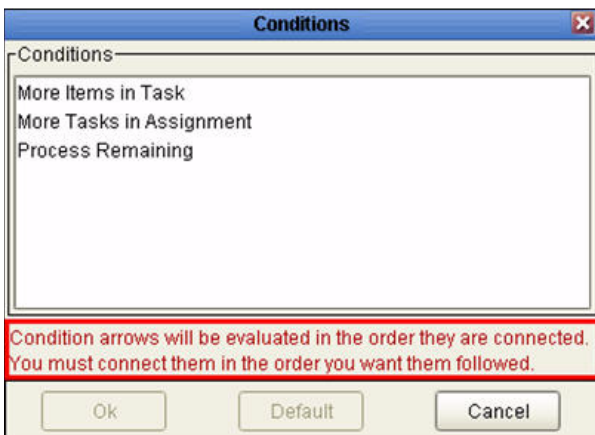 Conditions
Conditions
More Items in Task
More Tasks in Assignment
Process Remaining
Condition arrows will be evaluated in the order they are connected.
You must connect them in the order you want them followed.
Ok
Default
Cancel